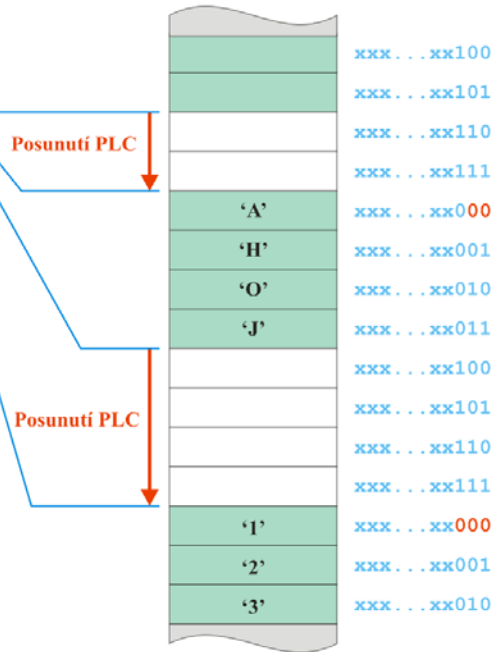 xxx...xx100
xxx...xx101
Posunutí PLC
xxx...xx110
xxx...xx111
‘A’ xxx...xx000
‘H’ xxx...xx001
‘O’ xxx...xx010
‘J’ xxx...xx011
xxx...xx100
xxx...xx101
Posunutí PLC
xxx...xx110
xxx...xx111
‘1’ xxx...xx000
‘2’ xxx...xx001
‘3’ xxx...xx010